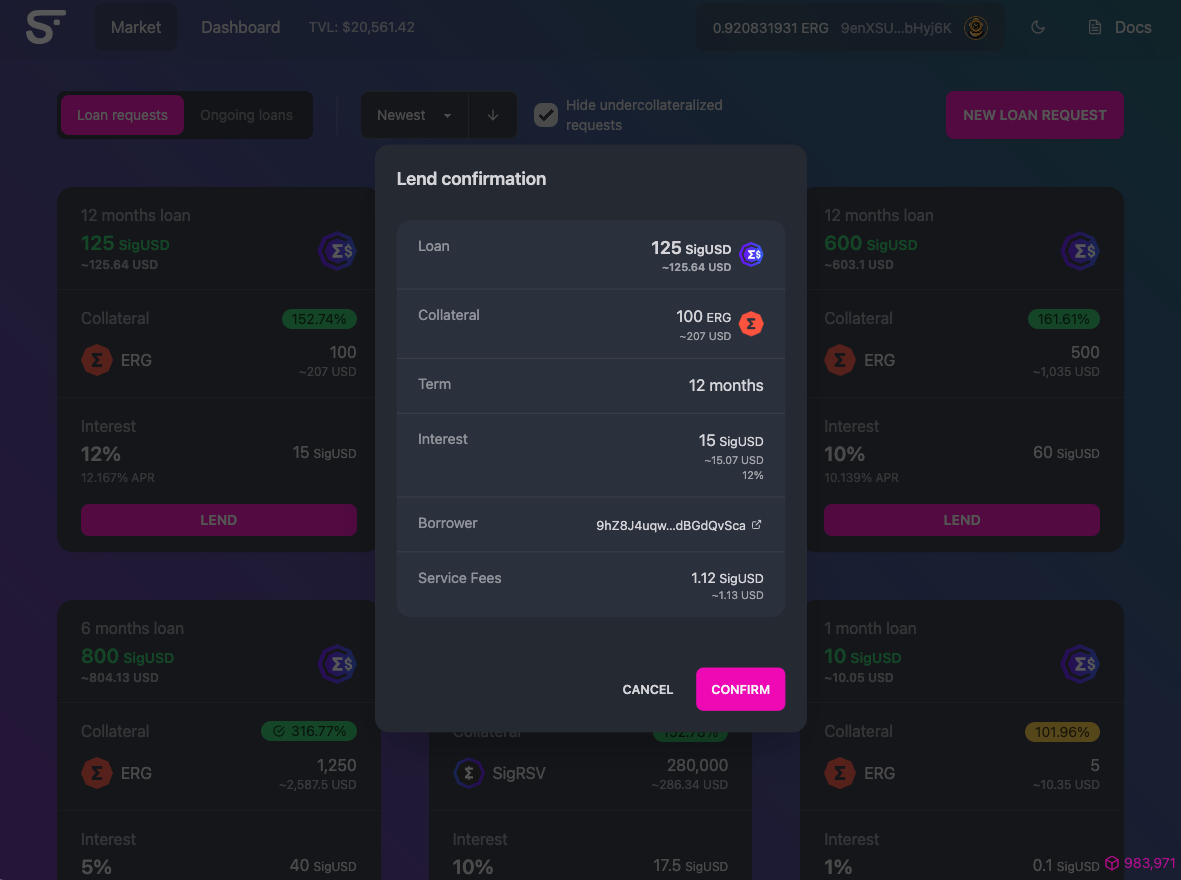 Market
Dashboard
TVL: $20,561.42
0.920831931 ERG 9enXSU...bHyj6K
Docs
Loan requests
Ongoing loans
Newest
Hide undercollateralized
requests
NEW LOAN REQUEST
Lend confirmation
Loan
125 SigUSD
~125.64 USD
Collateral
100 ERG
~207 USD
Term
12 months
Interest
15 SigUSD
~15.07 USD
12%
Borrower
9hZ8J4uqw...dBGdQvSca
Service Fees
1.12 SigUSD
~1.13 USD
CANCEL
CONFIRM
12 months loan
125 SigUSD
~125.64 USD
Collateral
152.74%
ERG
100
~207 USD
Interest
12%
15 SigUSD
12.167% APR
LEND
12 months loan
600 SigUSD
~603.1 USD
Collateral
161.61%
ERG
500
~1,035 USD
Interest
10%
60 SigUSD
10.139% APR
LEND
6 months loan
800 SigUSD
~804.13 USD
Collateral
316.77%
ERG
1,250
~2,587.5 USD
Interest
5%
40 SigUSD
Collateral
152.78%
SigRSV
280,000
~286.34 USD
Interest
10%
17.5 SigUSD
1 month loan
10 SigUSD
~10.05 USD
Collateral
101.96%
ERG
5
~10.35 USD
Interest
1%
0.1 SigUSD
983,971